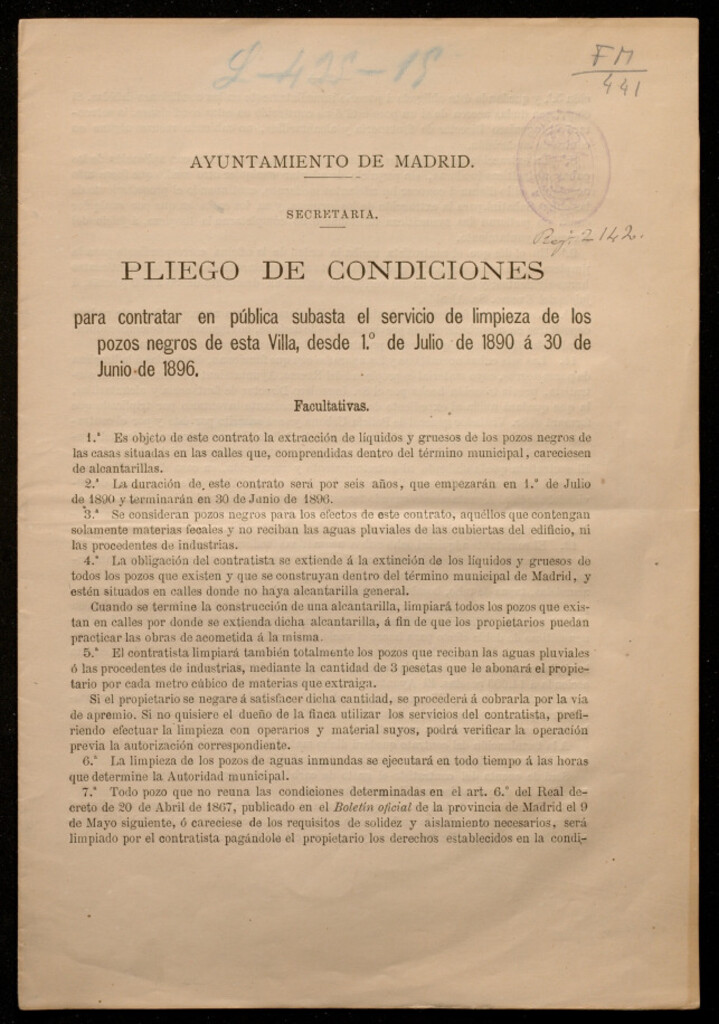 L-425-15
FM
441
AYUNTAMIENTO DE MADRID.
SECRETARIA.
Regº 2142.
PLIEGO DE CONDICIONES
para contratar en pública subasta el servicio de limpieza de los
pozos negros de esta Villa, desde 1.º de Julio de 1890 á 30 de
Junio de 1896.
Facultativas.
1.ª Es objeto de este contrato la extracción de líquidos y gruesos de los pozos negros de
las casas situadas en las calles que, comprendidas dentro del término municipal, careciesen
de alcantarillas.
2.ª La duración de este contrato será por seis años, que empezarán en 1.º de Julio
de 1890 y terminarán en 30 de Junio de 1896.
3.ª Se consideran pozos negros para los efectos de este contrato, aquéllos que contengan
solamente materias fecales y no reciban las aguas pluviales de las cubiertas del edificio, ni
las procedentes de industrias.
4.ª La obligación del contratista se extiende á la extinción de los líquidos y gruesos de
todos los pozos que existen y que se construyan dentro del término municipal de Madrid, y
estén situados en calles donde no haya alcantarilla general.
Cuando se termine la construcción de una alcantarilla, limpiará todos los pozos que exis-
tan en calles por donde se extienda dicha alcantarilla, á fin de que los propietarios puedan
practicar las obras de acometida á la misma.
5.ª El contratista limpiará también totalmente los pozos que reciban las aguas pluviales
ó las procedentes de industrias, mediante la cantidad de 3 pesetas que le abonará el propie-
tario por cada metro cúbico de materias que extraiga.
Si el propietario se negare á satisfacer dicha cantidad, se procederá á cobrarla por la vía
de apremio. Si no quisiere el dueño de la finca utilizar los servicios del contratista, prefi-
riendo efectuar la limpieza con operarios y material suyos, podrá verificar la operación
previa la autorización correspondiente.
6.ª La limpieza de los pozos de aguas inmundas se ejecutará en todo tiempo á las horas
que determine la Autoridad municipal.
7.ª Todo pozo que no reuna las condiciones determinadas en el art. 6.º del Real de-
creto de 20 de Abril de 1867, publicado en el Boletín oficial de la provincia de Madrid el 9
de Mayo siguiente, ó careciese de los requisitos de solidez y aislamiento necesarios, será
limpiado por el contratista pagándole el propietario los derechos establecidos en la condi-